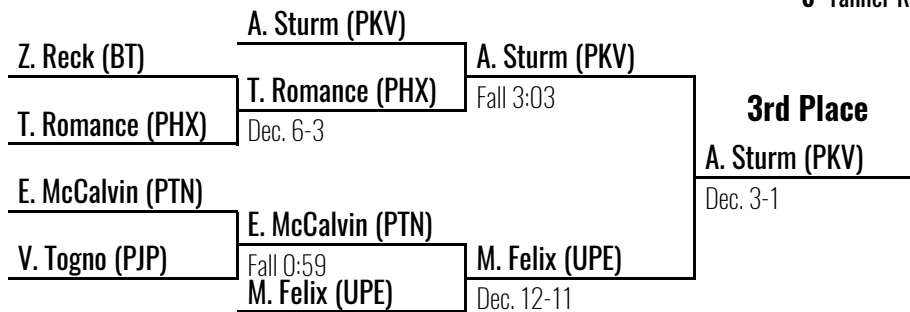 A. Sturm (PKV)
Z. Reck (BT)
A. Sturm (PKV)
T. Romance (PHX)
Fall 3:03
3rd Place
T. Romance (PHX)
Dec. 6-3
A. Sturm (PKV)
E. McCalvin (PTN)
Dec. 3-1
E. McCalvin (PTN)
V. Togno (PJP)
Fall 0:59
M. Felix (UPE)
M. Felix (UPE)
Dec. 12-11